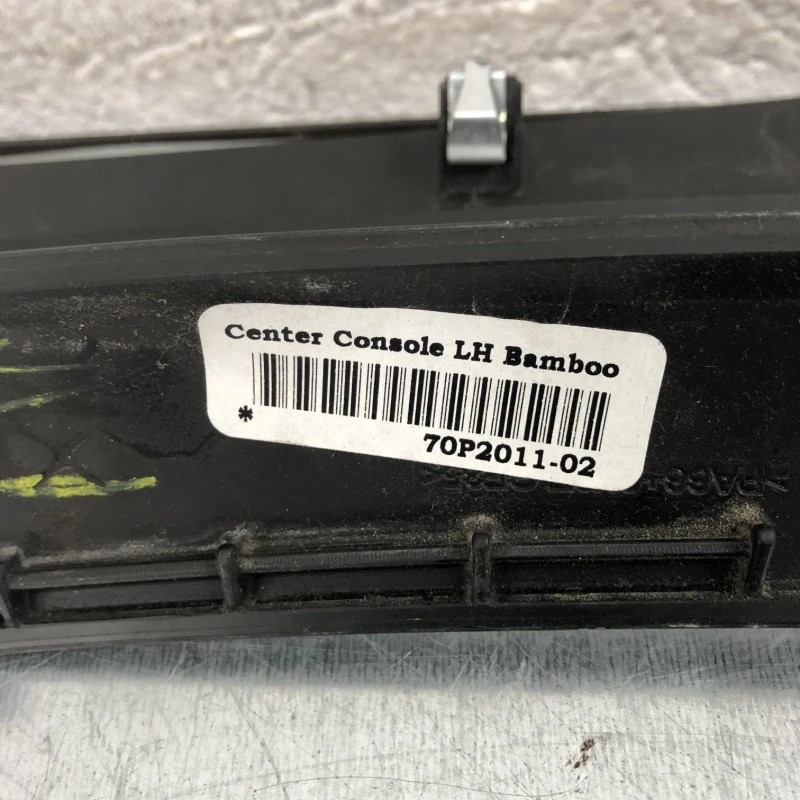 Center Console LH Bamboo
*
70P2011-02